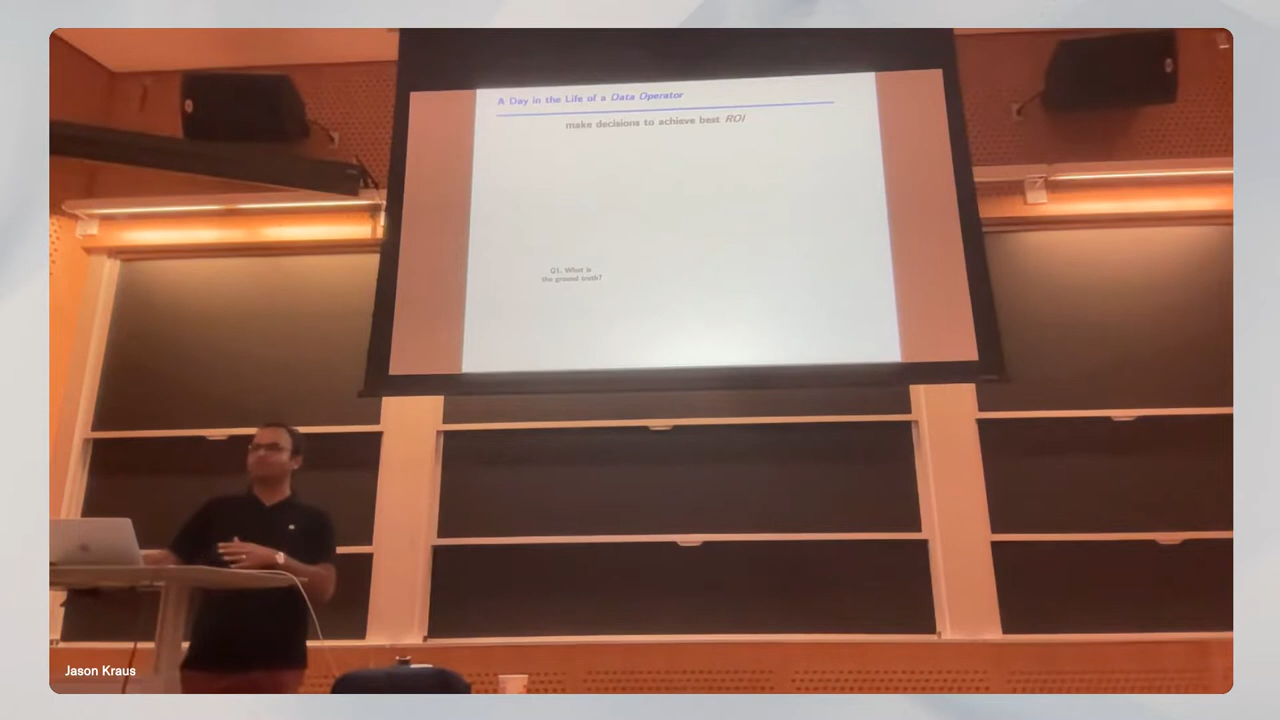 A Day in the Life of a Data Operator
make decisions to achieve best ROI
Q1. What is
the ground truth?
Jason Kraus